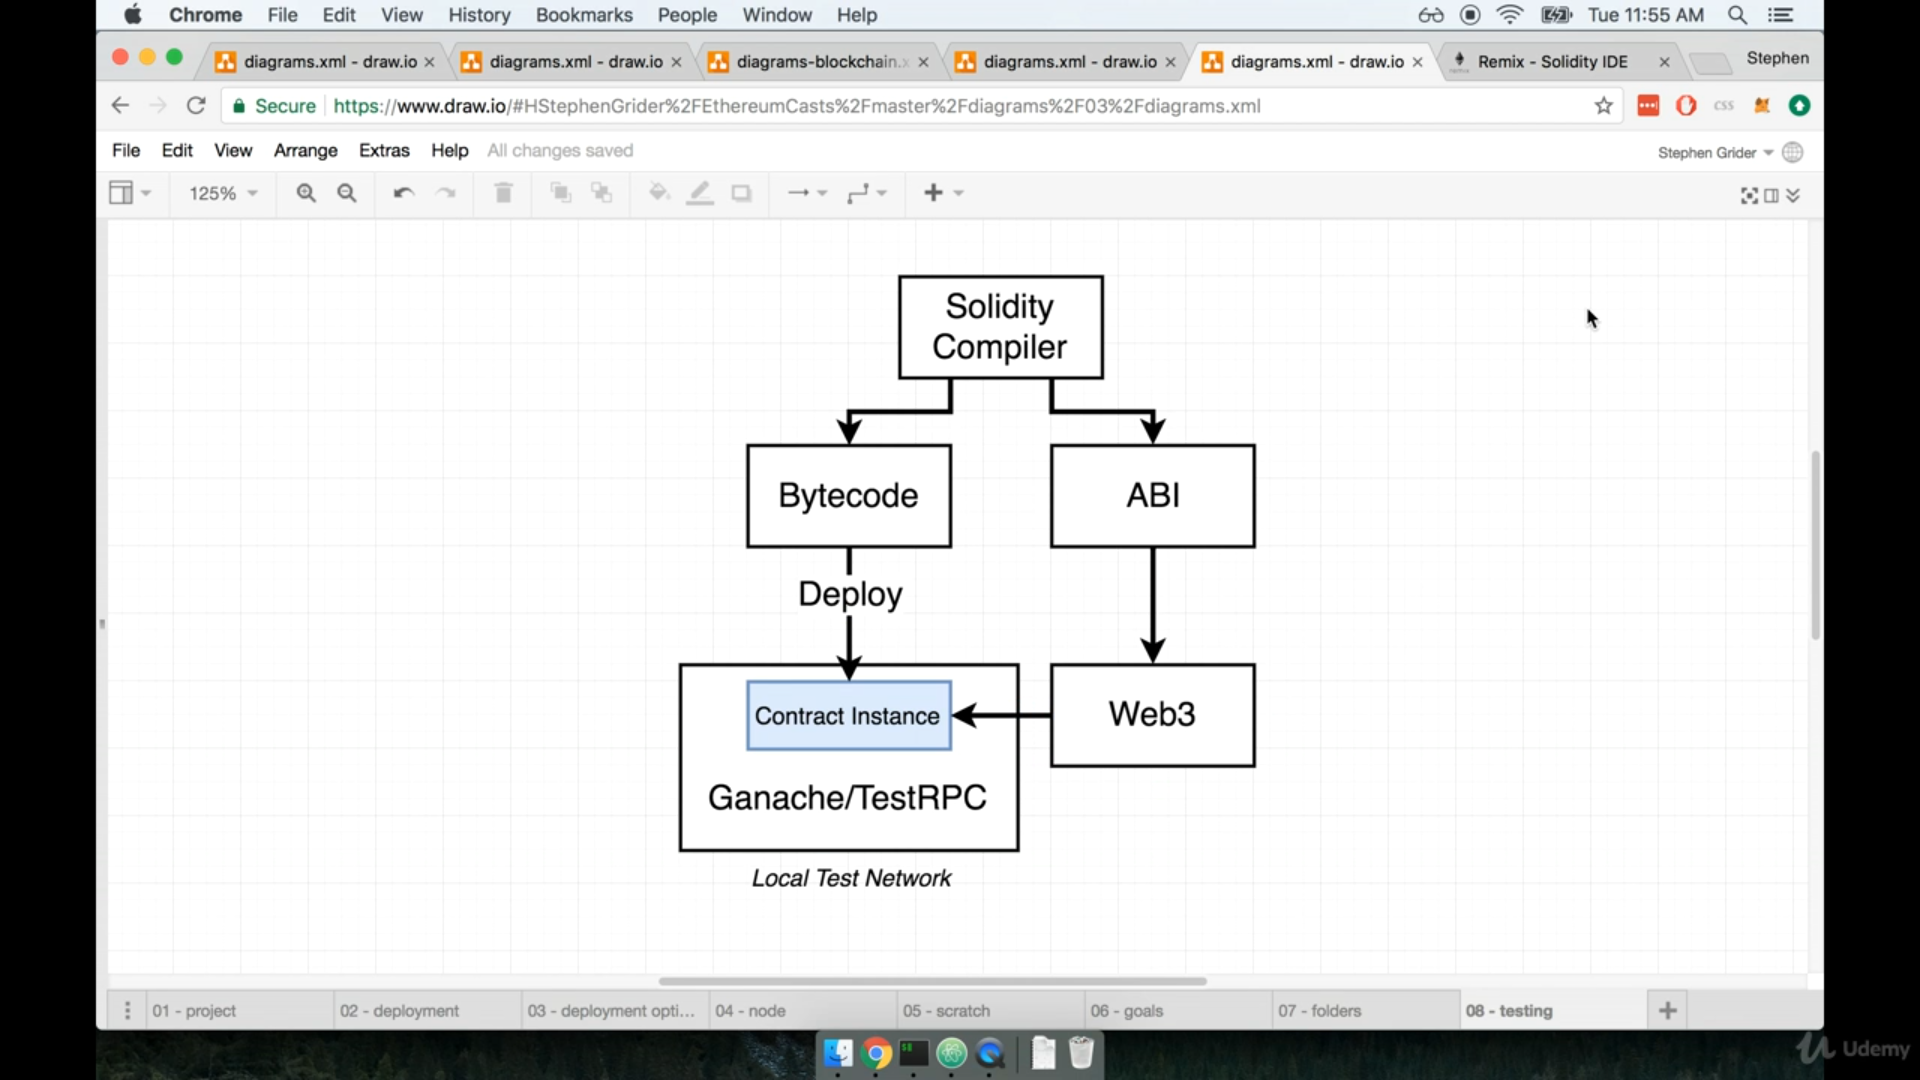 Chrome File Edit View History Bookmarks People Window Help Tue 11:55 AM
diagrams.xml - draw.io diagrams.xml - draw.io diagrams-blockchain.x diagrams.xml - draw.io diagrams.xml - draw.io Remix - Solidity IDE Stephen
Secure https://www.draw.io/#HStephenGrider%2FEthereumCasts%2Fmaster%2Fdiagrams%2F03%2Fdiagrams.xml css
File Edit View Arrange Extras Help All changes saved Stephen Grider
125%
Solidity
Compiler
Bytecode ABI
Deploy
Contract Instance Web3
Ganache/TestRPC
Local Test Network
01 - project 02 - deployment 03 - deployment opti... 04 - node 05 - scratch 06 - goals 07 - folders 08 - testing
Udemy